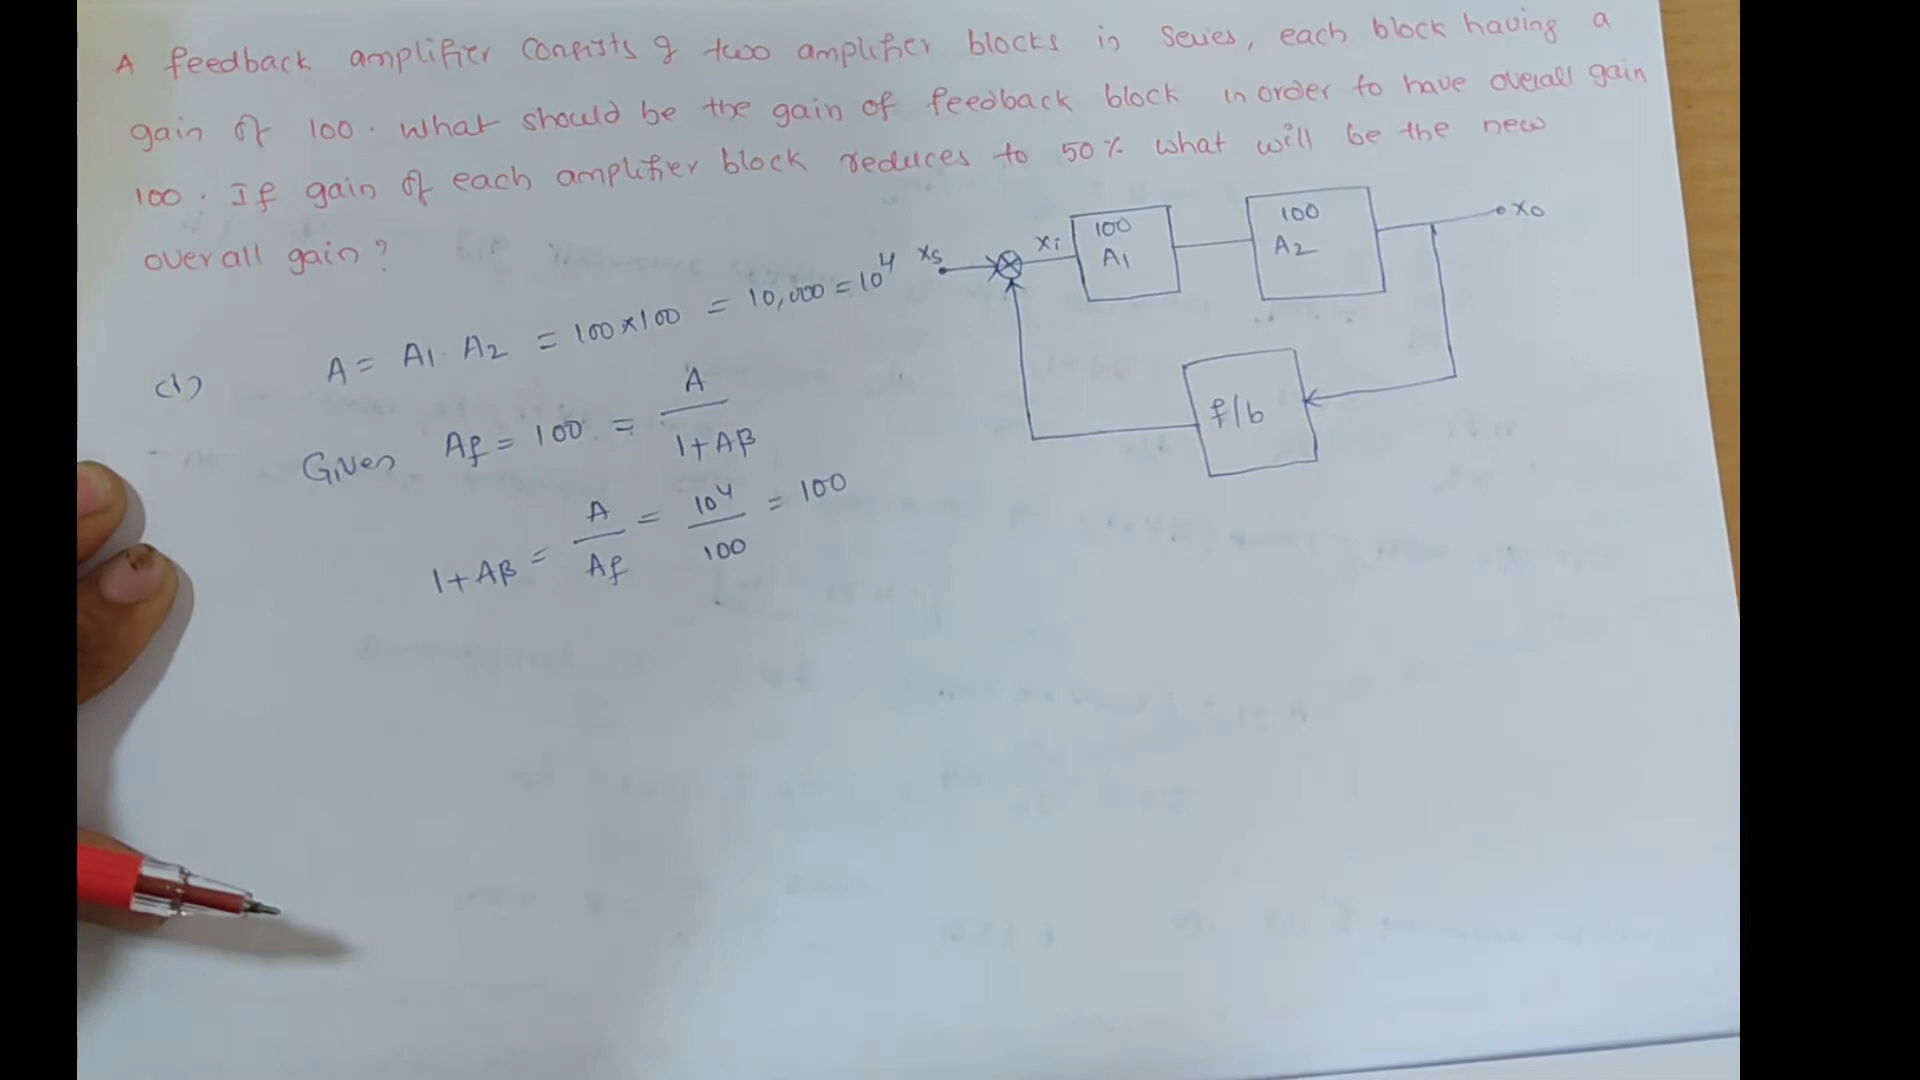 A feedback amplifier consists of two amplifier blocks in series, each block having a
gain of 100. What should be the gain of feedback block in order to have overall gain
100. If gain of each amplifier block reduces to 50% what will be the new
overall gain?
(1) A = A1. A2 = 100×100 = 10,000 = 10^4
Given Af = 100 = A / 1+Aβ
1+Aβ = A / Af = 10^4 / 100 = 100
xs
xi
100
A1
100
A2
xo
f/b